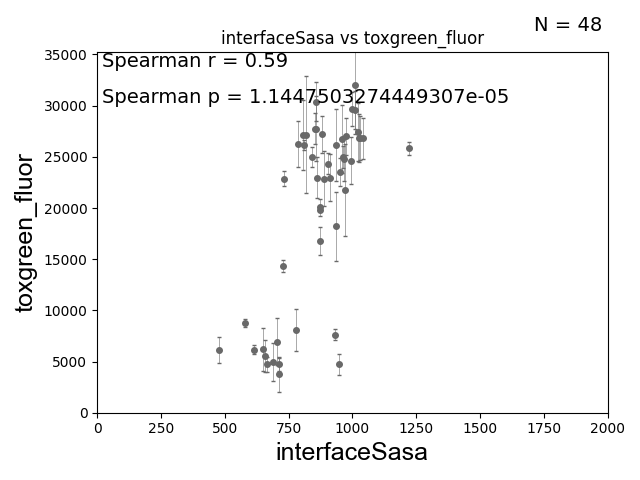 N = 48
interfaceSasa vs toxgreen_fluor
Spearman r = 0.59
Spearman p = 1.1447503274449307e-05
35000
30000
25000
20000
15000
10000
5000
0
toxgreen_fluor
0 250 500 750 1000 1250 1500 1750 2000
interfaceSasa